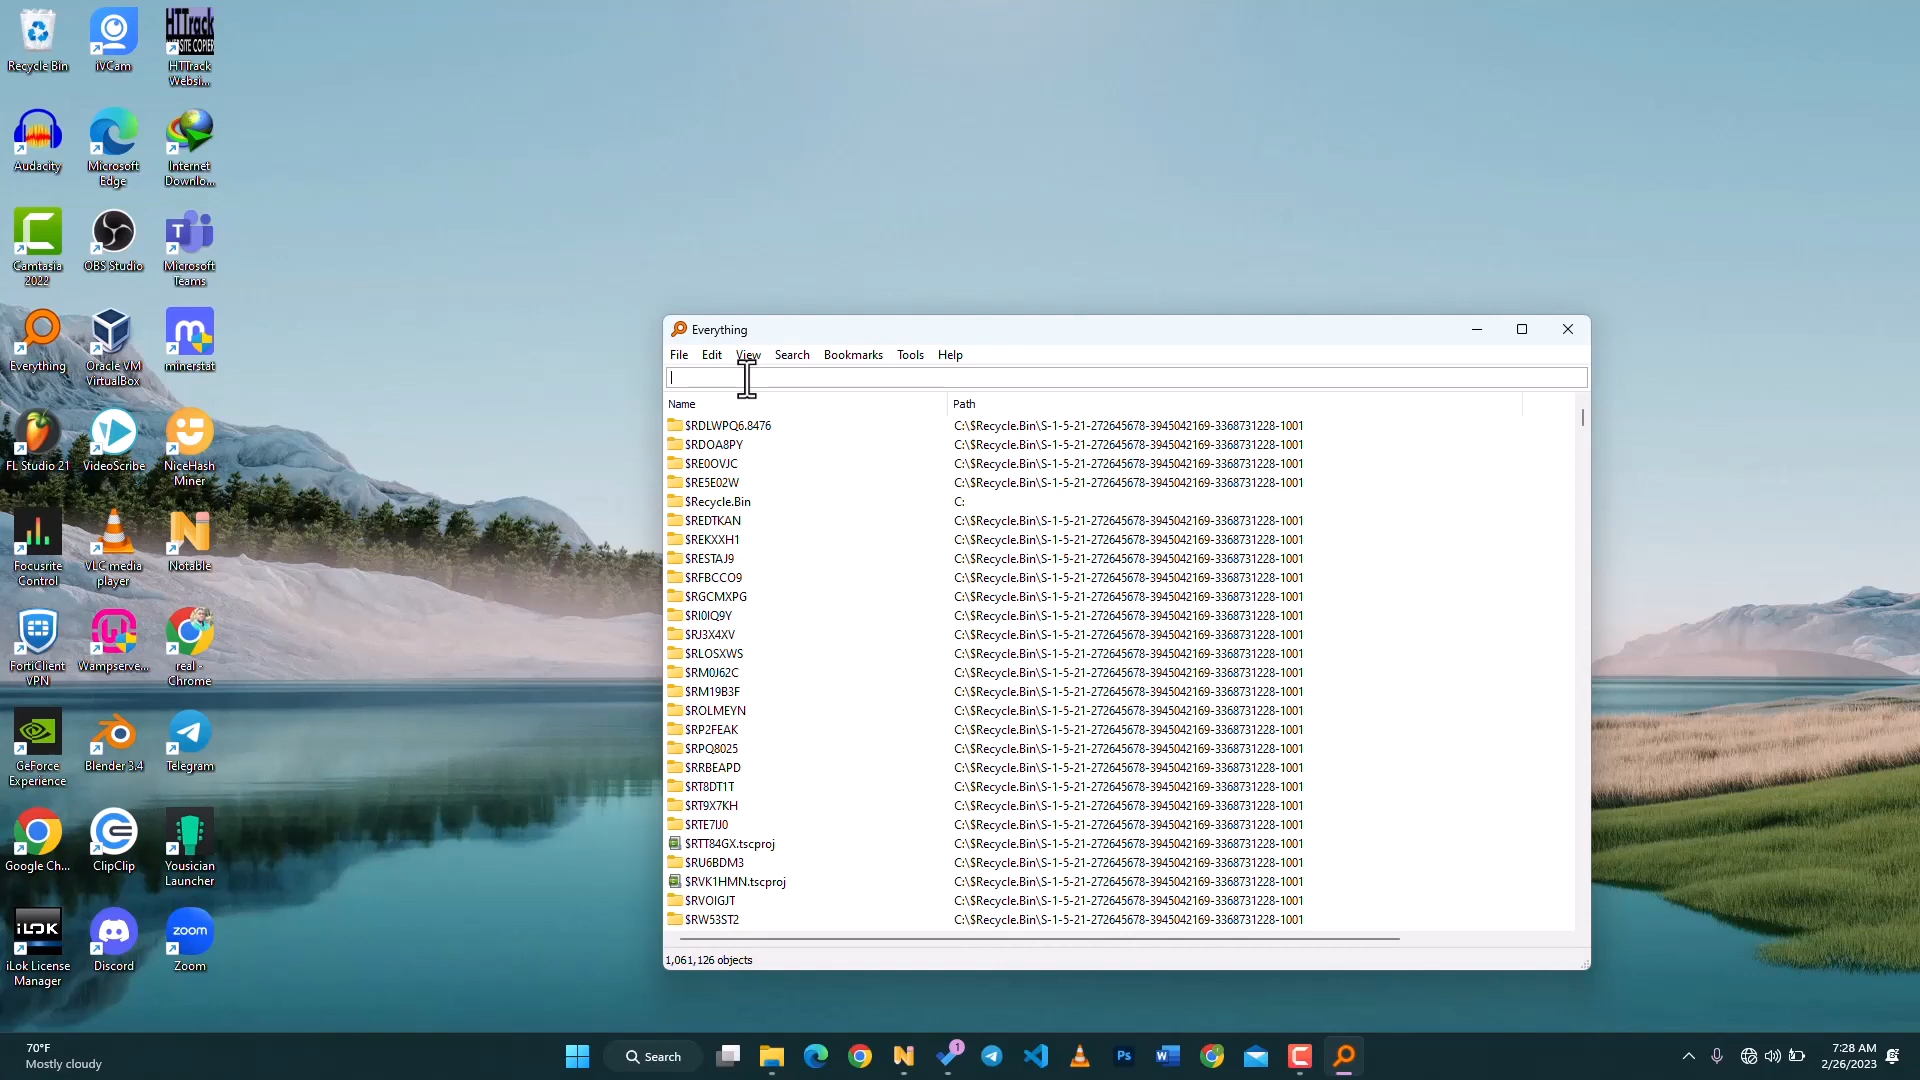 Recycle Bin
iVCam
HTTrack
WEBSITE COPIER
HTTrack
Websi...
Audacity
Microsoft
Edge
Internet
Downlo...
Camtasia
2022
OBS Studio
Microsoft
Teams
Everything
Oracle VM
VirtualBox
minerstat
FL Studio 21
VideoScribe
NiceHash
Miner
Focusrite
Control
VLC media
player
Notable
FortiClient
VPN
Wampserve...
real -
Chrome
GeForce
Experience
Blender 3.4
Telegram
Google Ch...
ClipClip
Yousician
Launcher
iLOK
iLok License
Manager
Discord
zoom
Zoom
Everything
File Edit View Search Bookmarks Tools Help
Name Path
$RDLWPQ6.8476 C:\$Recycle.Bin\S-1-5-21-272645678-3945042169-3368731228-1001
$RDOA8PY C:\$Recycle.Bin\S-1-5-21-272645678-3945042169-3368731228-1001
$RE0OVJC C:\$Recycle.Bin\S-1-5-21-272645678-3945042169-3368731228-1001
$RE5E02W C:\$Recycle.Bin\S-1-5-21-272645678-3945042169-3368731228-1001
$Recycle.Bin C:
$REDTKAN C:\$Recycle.Bin\S-1-5-21-272645678-3945042169-3368731228-1001
$REKXXH1 C:\$Recycle.Bin\S-1-5-21-272645678-3945042169-3368731228-1001
$RESTAJ9 C:\$Recycle.Bin\S-1-5-21-272645678-3945042169-3368731228-1001
$RFBCCO9 C:\$Recycle.Bin\S-1-5-21-272645678-3945042169-3368731228-1001
$RGCMXPG C:\$Recycle.Bin\S-1-5-21-272645678-3945042169-3368731228-1001
$RI0IQ9Y C:\$Recycle.Bin\S-1-5-21-272645678-3945042169-3368731228-1001
$RJ3X4XV C:\$Recycle.Bin\S-1-5-21-272645678-3945042169-3368731228-1001
$RLOSXWS C:\$Recycle.Bin\S-1-5-21-272645678-3945042169-3368731228-1001
$RM0J62C C:\$Recycle.Bin\S-1-5-21-272645678-3945042169-3368731228-1001
$RM19B3F C:\$Recycle.Bin\S-1-5-21-272645678-3945042169-3368731228-1001
$ROLMEYN C:\$Recycle.Bin\S-1-5-21-272645678-3945042169-3368731228-1001
$RP2FEAK C:\$Recycle.Bin\S-1-5-21-272645678-3945042169-3368731228-1001
$RPQ8025 C:\$Recycle.Bin\S-1-5-21-272645678-3945042169-3368731228-1001
$RRBEAPD C:\$Recycle.Bin\S-1-5-21-272645678-3945042169-3368731228-1001
$RT8DT1T C:\$Recycle.Bin\S-1-5-21-272645678-3945042169-3368731228-1001
$RT9X7KH C:\$Recycle.Bin\S-1-5-21-272645678-3945042169-3368731228-1001
$RTE7IJ0 C:\$Recycle.Bin\S-1-5-21-272645678-3945042169-3368731228-1001
$RTT84GX.tscproj C:\$Recycle.Bin\S-1-5-21-272645678-3945042169-3368731228-1001
$RU6BDM3 C:\$Recycle.Bin\S-1-5-21-272645678-3945042169-3368731228-1001
$RVK1HMN.tscproj C:\$Recycle.Bin\S-1-5-21-272645678-3945042169-3368731228-1001
$RVOIGJT C:\$Recycle.Bin\S-1-5-21-272645678-3945042169-3368731228-1001
$RW53ST2 C:\$Recycle.Bin\S-1-5-21-272645678-3945042169-3368731228-1001
1,061,126 objects
70°F
Mostly cloudy
Search
1
Ps
7:28 AM
2/26/2023